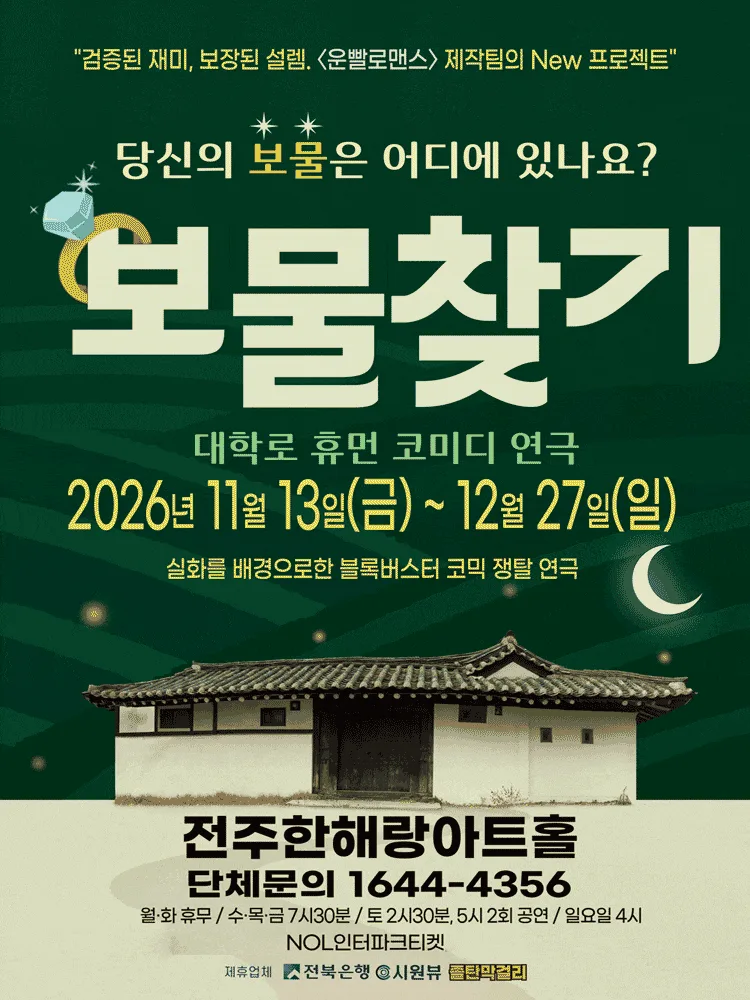 "검증된 재미, 보장된 설렘. <운빨로맨스> 제작팀의 New 프로젝트"
당신의 보물은 어디에 있나요?
보물찾기
대학로 휴먼 코미디 연극
2026년 11월 13일(금) ~ 12월 27일(일)
실화를 배경으로한 블록버스터 코믹 쟁탈 연극
전주한해랑아트홀
단체문의 1644-4356
월·화 휴무 / 수·목·금 7시30분 / 토 2시30분, 5시 2회 공연 / 일요일 4시
NOL인터파크티켓
제휴업체 전북은행 @시원뷰 졸탄막걸리